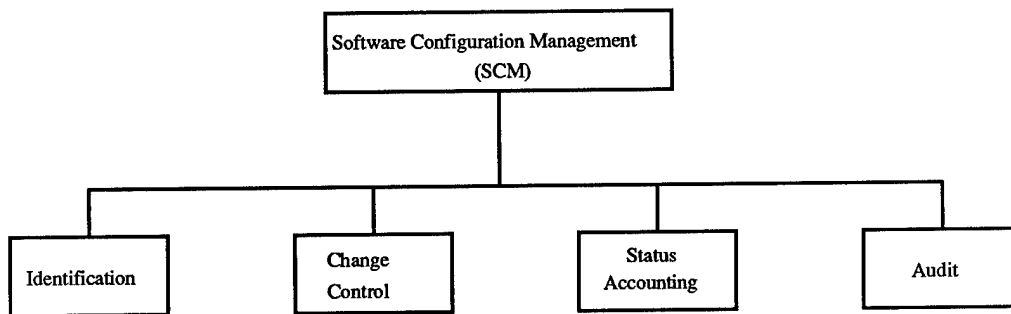 Software Configuration Management
(SCM)
Identification
Change
Control
Status
Accounting
Audit